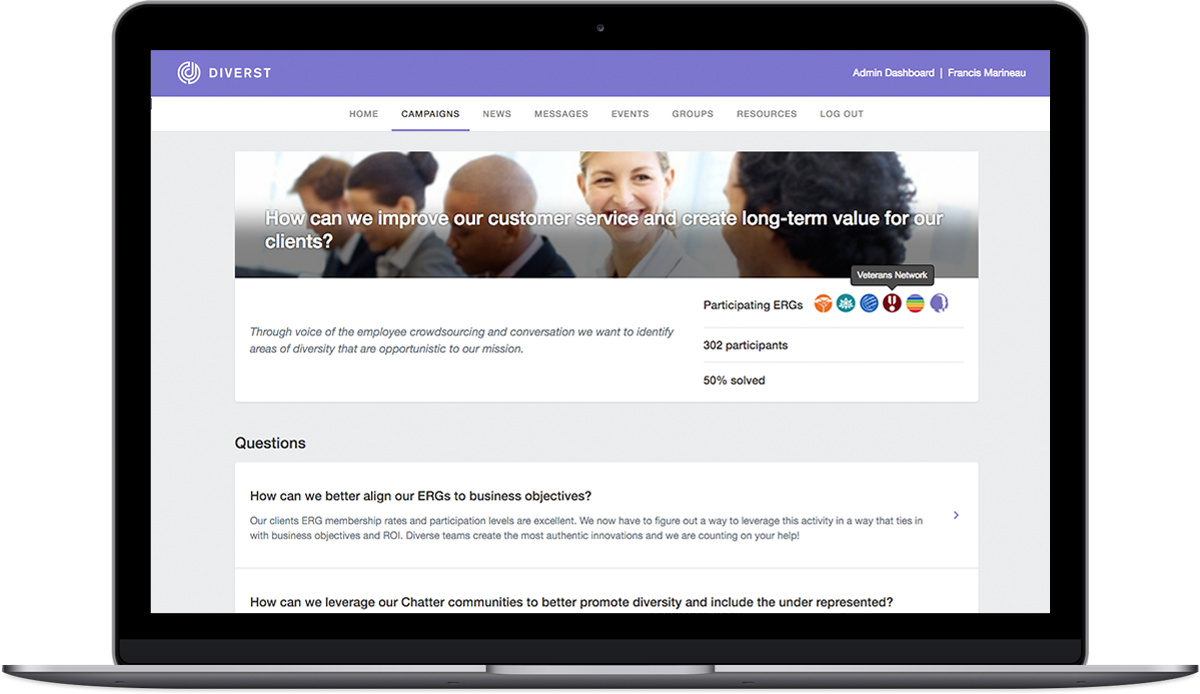 DIVERST
Admin Dashboard | Francis Marineau
HOME CAMPAIGNS NEWS MESSAGES EVENTS GROUPS RESOURCES LOG OUT
How can we improve our customer service and create long-term value for our
clients?
Veterans Network
Participating ERGs
Through voice of the employee crowdsourcing and conversation we want to identify
areas of diversity that are opportunistic to our mission.
302 participants
50% solved
Questions
How can we better align our ERGs to business objectives?
Our clients ERG membership rates and participation levels are excellent. We now have to figure out a way to leverage this activity in a way that ties in
with business objectives and ROI. Diverse teams create the most authentic innovations and we are counting on your help!
How can we leverage our Chatter communities to better promote diversity and include the under represented?